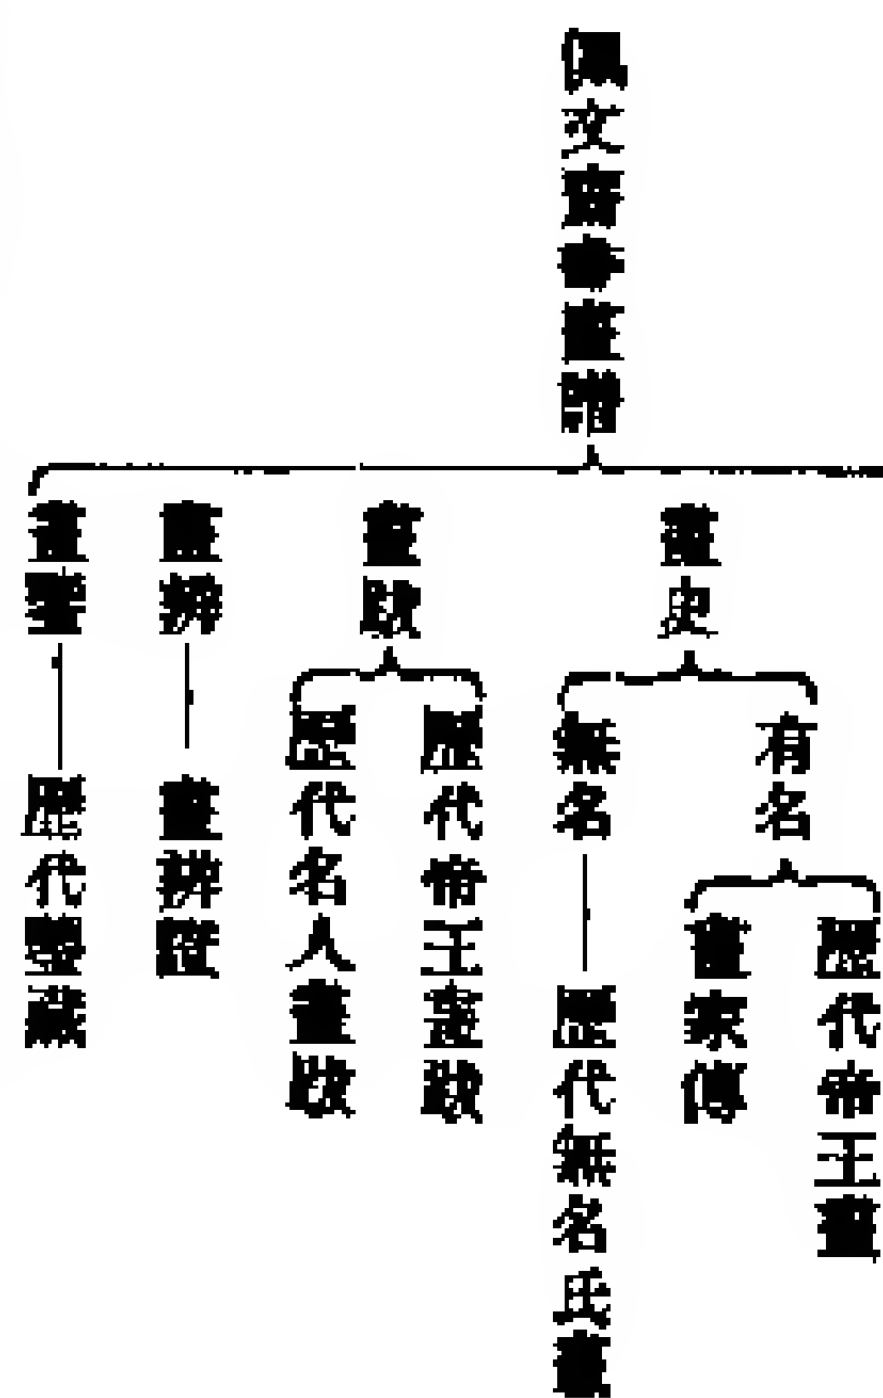 佩文齋書畫譜
畫史
有名
歷代帝王畫
畫家傳
無名
歷代無名氏畫
畫跋
歷代帝王畫跋
歷代名人畫跋
畫辨
畫辨證
畫鑒
歷代鑒藏